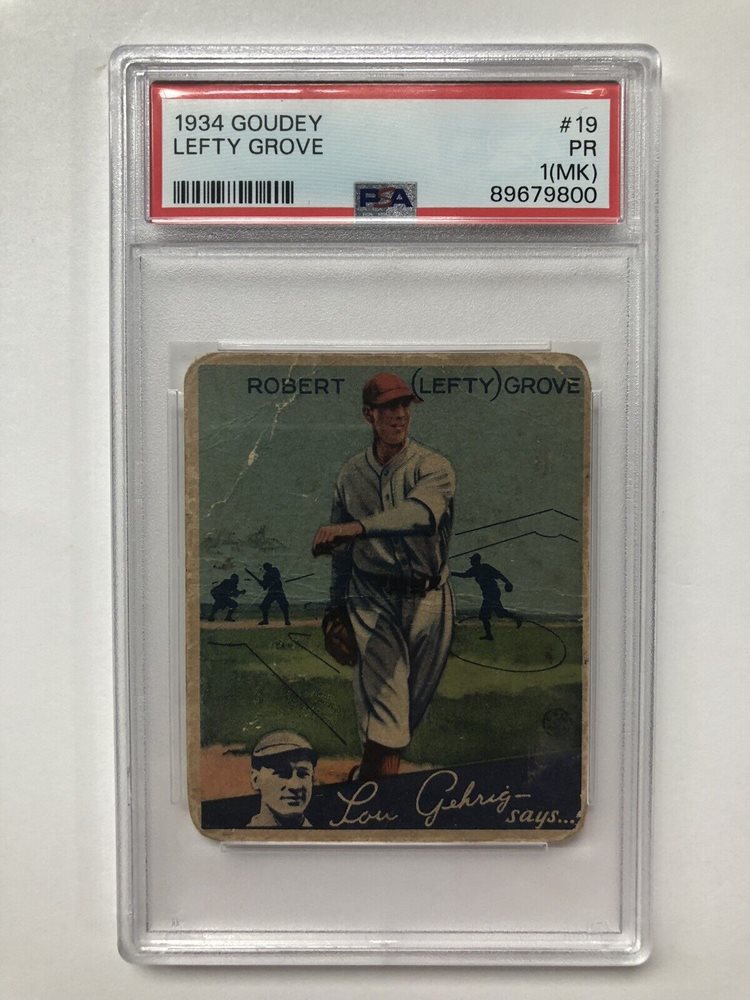 1934 GOUDEY #19
LEFTY GROVE PR
1(MK)
PSA 89679800
ROBERT (LEFTY) GROVE
Lou Gehrig—
says...